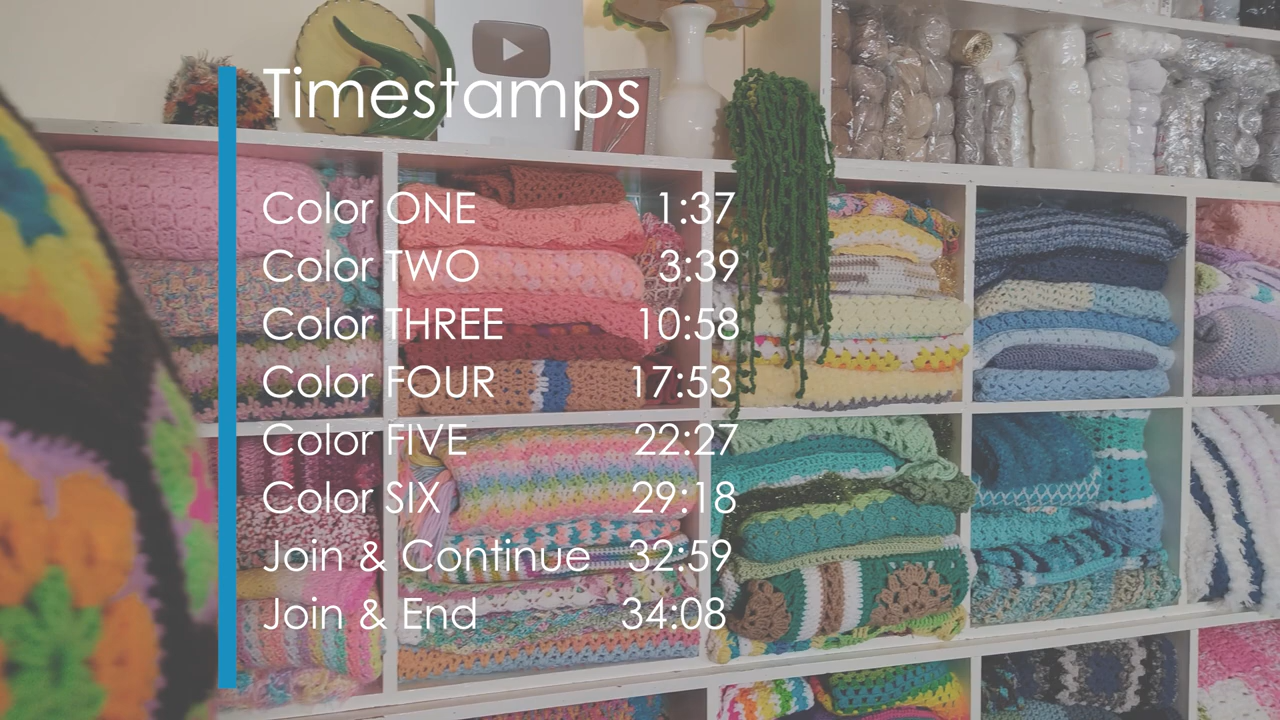 Timestamps
Color ONE 1:37
Color TWO 3:39
Color THREE 10:58
Color FOUR 17:53
Color FIVE 22:27
Color SIX 29:18
Join & Continue 32:59
Join & End 34:08